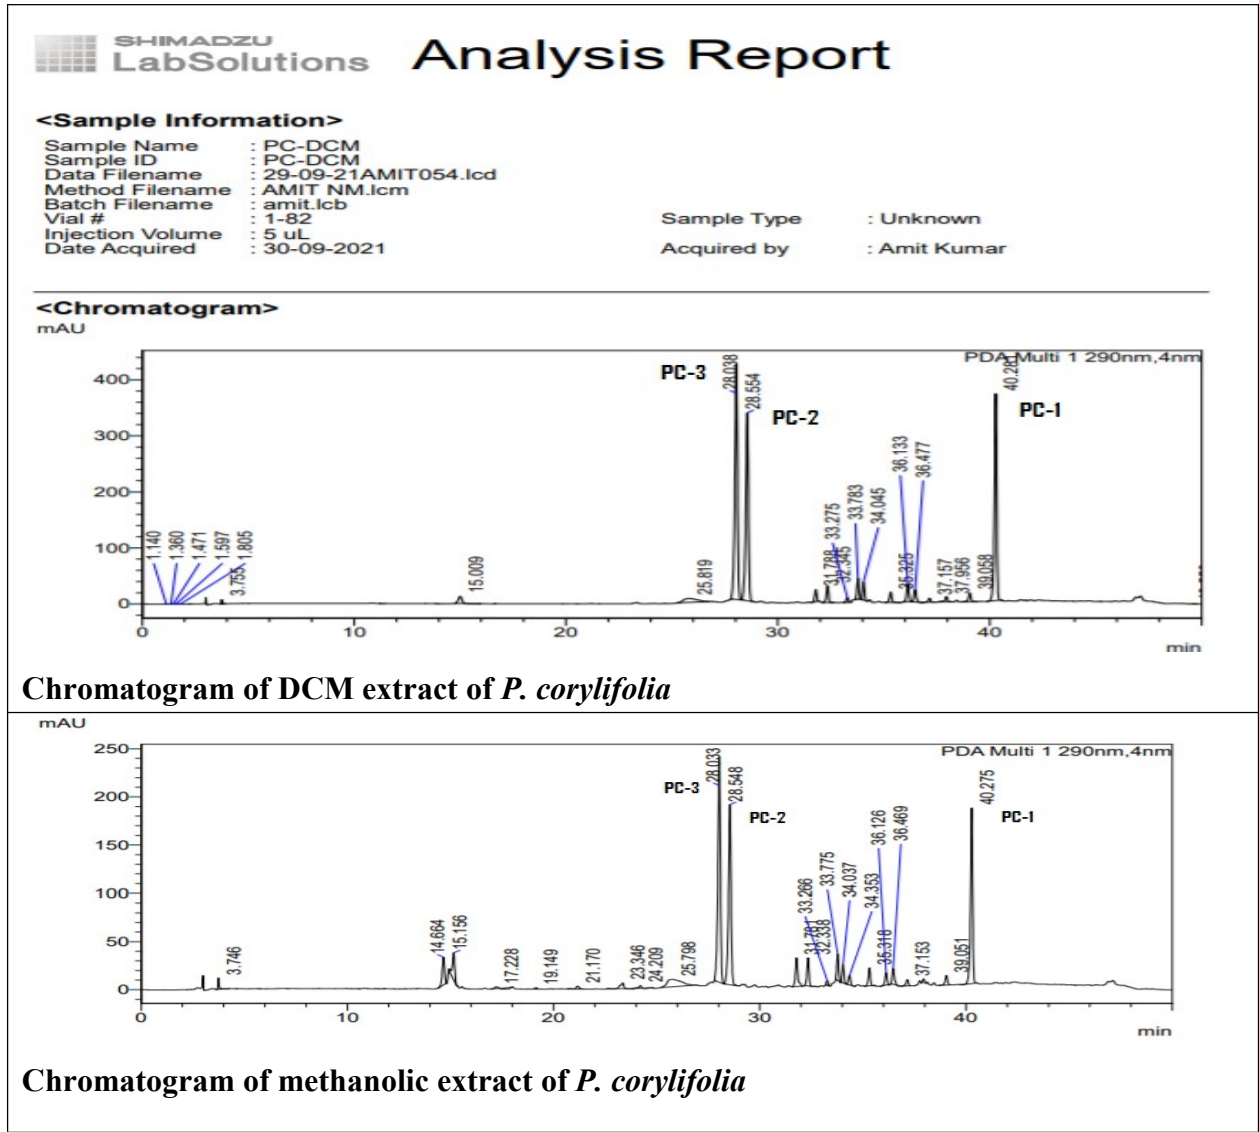 SHIMADZU
LabSolutions Analysis Report
<Sample Information>
Sample Name : PC-DCM
Sample ID : PC-DCM
Data Filename : 29-09-21AMIT054.lcd
Method Filename : AMIT NM.lcm
Batch Filename : amit.lcb
Vial # : 1-82
Injection Volume : 5 uL
Date Acquired : 30-09-2021
Sample Type : Unknown
Acquired by : Amit Kumar
<Chromatogram>
mAU
PDA Multi 1 290nm,4nm
400
300
200
100
0
PC-3
PC-2
PC-1
1.140
1.360
1.471
1.597
1.805
3.755
15.009
25.819
28.038
28.554
31.788
32.345
33.275
33.783
34.045
35.325
36.133
36.477
37.157
37.956
39.058
40.281
0 10 20 30 40
min
Chromatogram of DCM extract of P. corylifolia
mAU
PDA Multi 1 290nm,4nm
250
200
150
100
50
0
PC-3
PC-2
PC-1
3.746
14.664
15.156
17.228
19.149
21.170
23.346
24.209
25.798
28.033
28.548
32.338
33.266
33.775
34.037
34.353
35.318
36.126
36.469
37.153
39.051
40.275
0 10 20 30 40
min
Chromatogram of methanolic extract of P. corylifolia